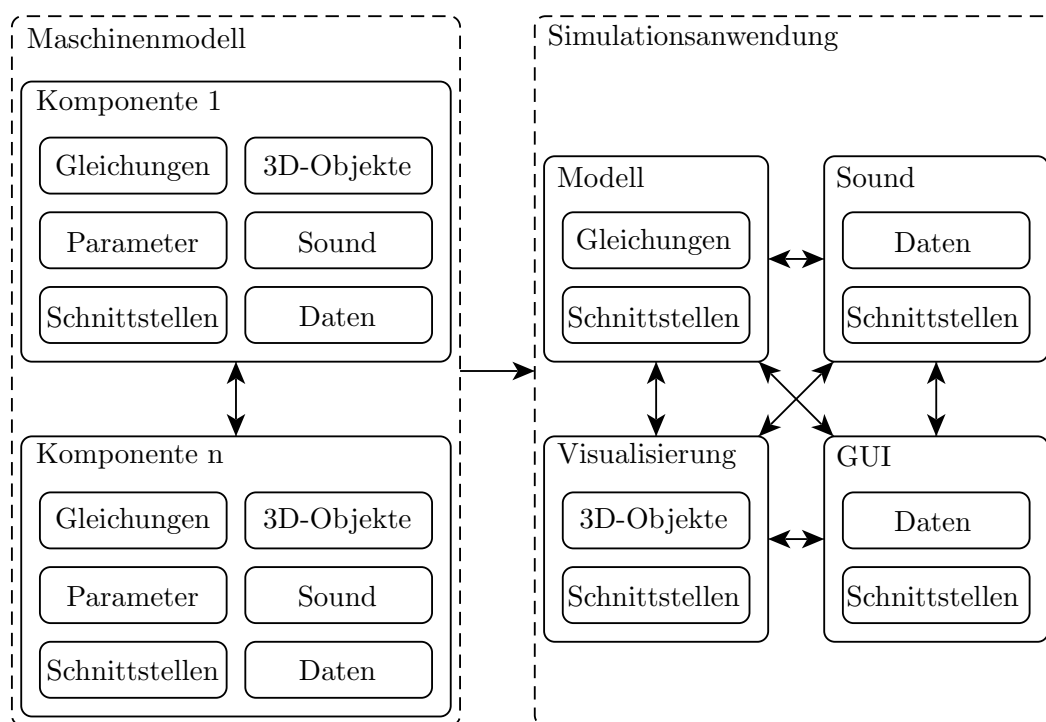 Maschinenmodell
Komponente 1
Gleichungen
3D-Objekte
Parameter
Sound
Schnittstellen
Daten
Komponente n
Gleichungen
3D-Objekte
Parameter
Sound
Schnittstellen
Daten
Simulationsanwendung
Modell
Gleichungen
Schnittstellen
Sound
Daten
Schnittstellen
Visualisierung
3D-Objekte
Schnittstellen
GUI
Daten
Schnittstellen